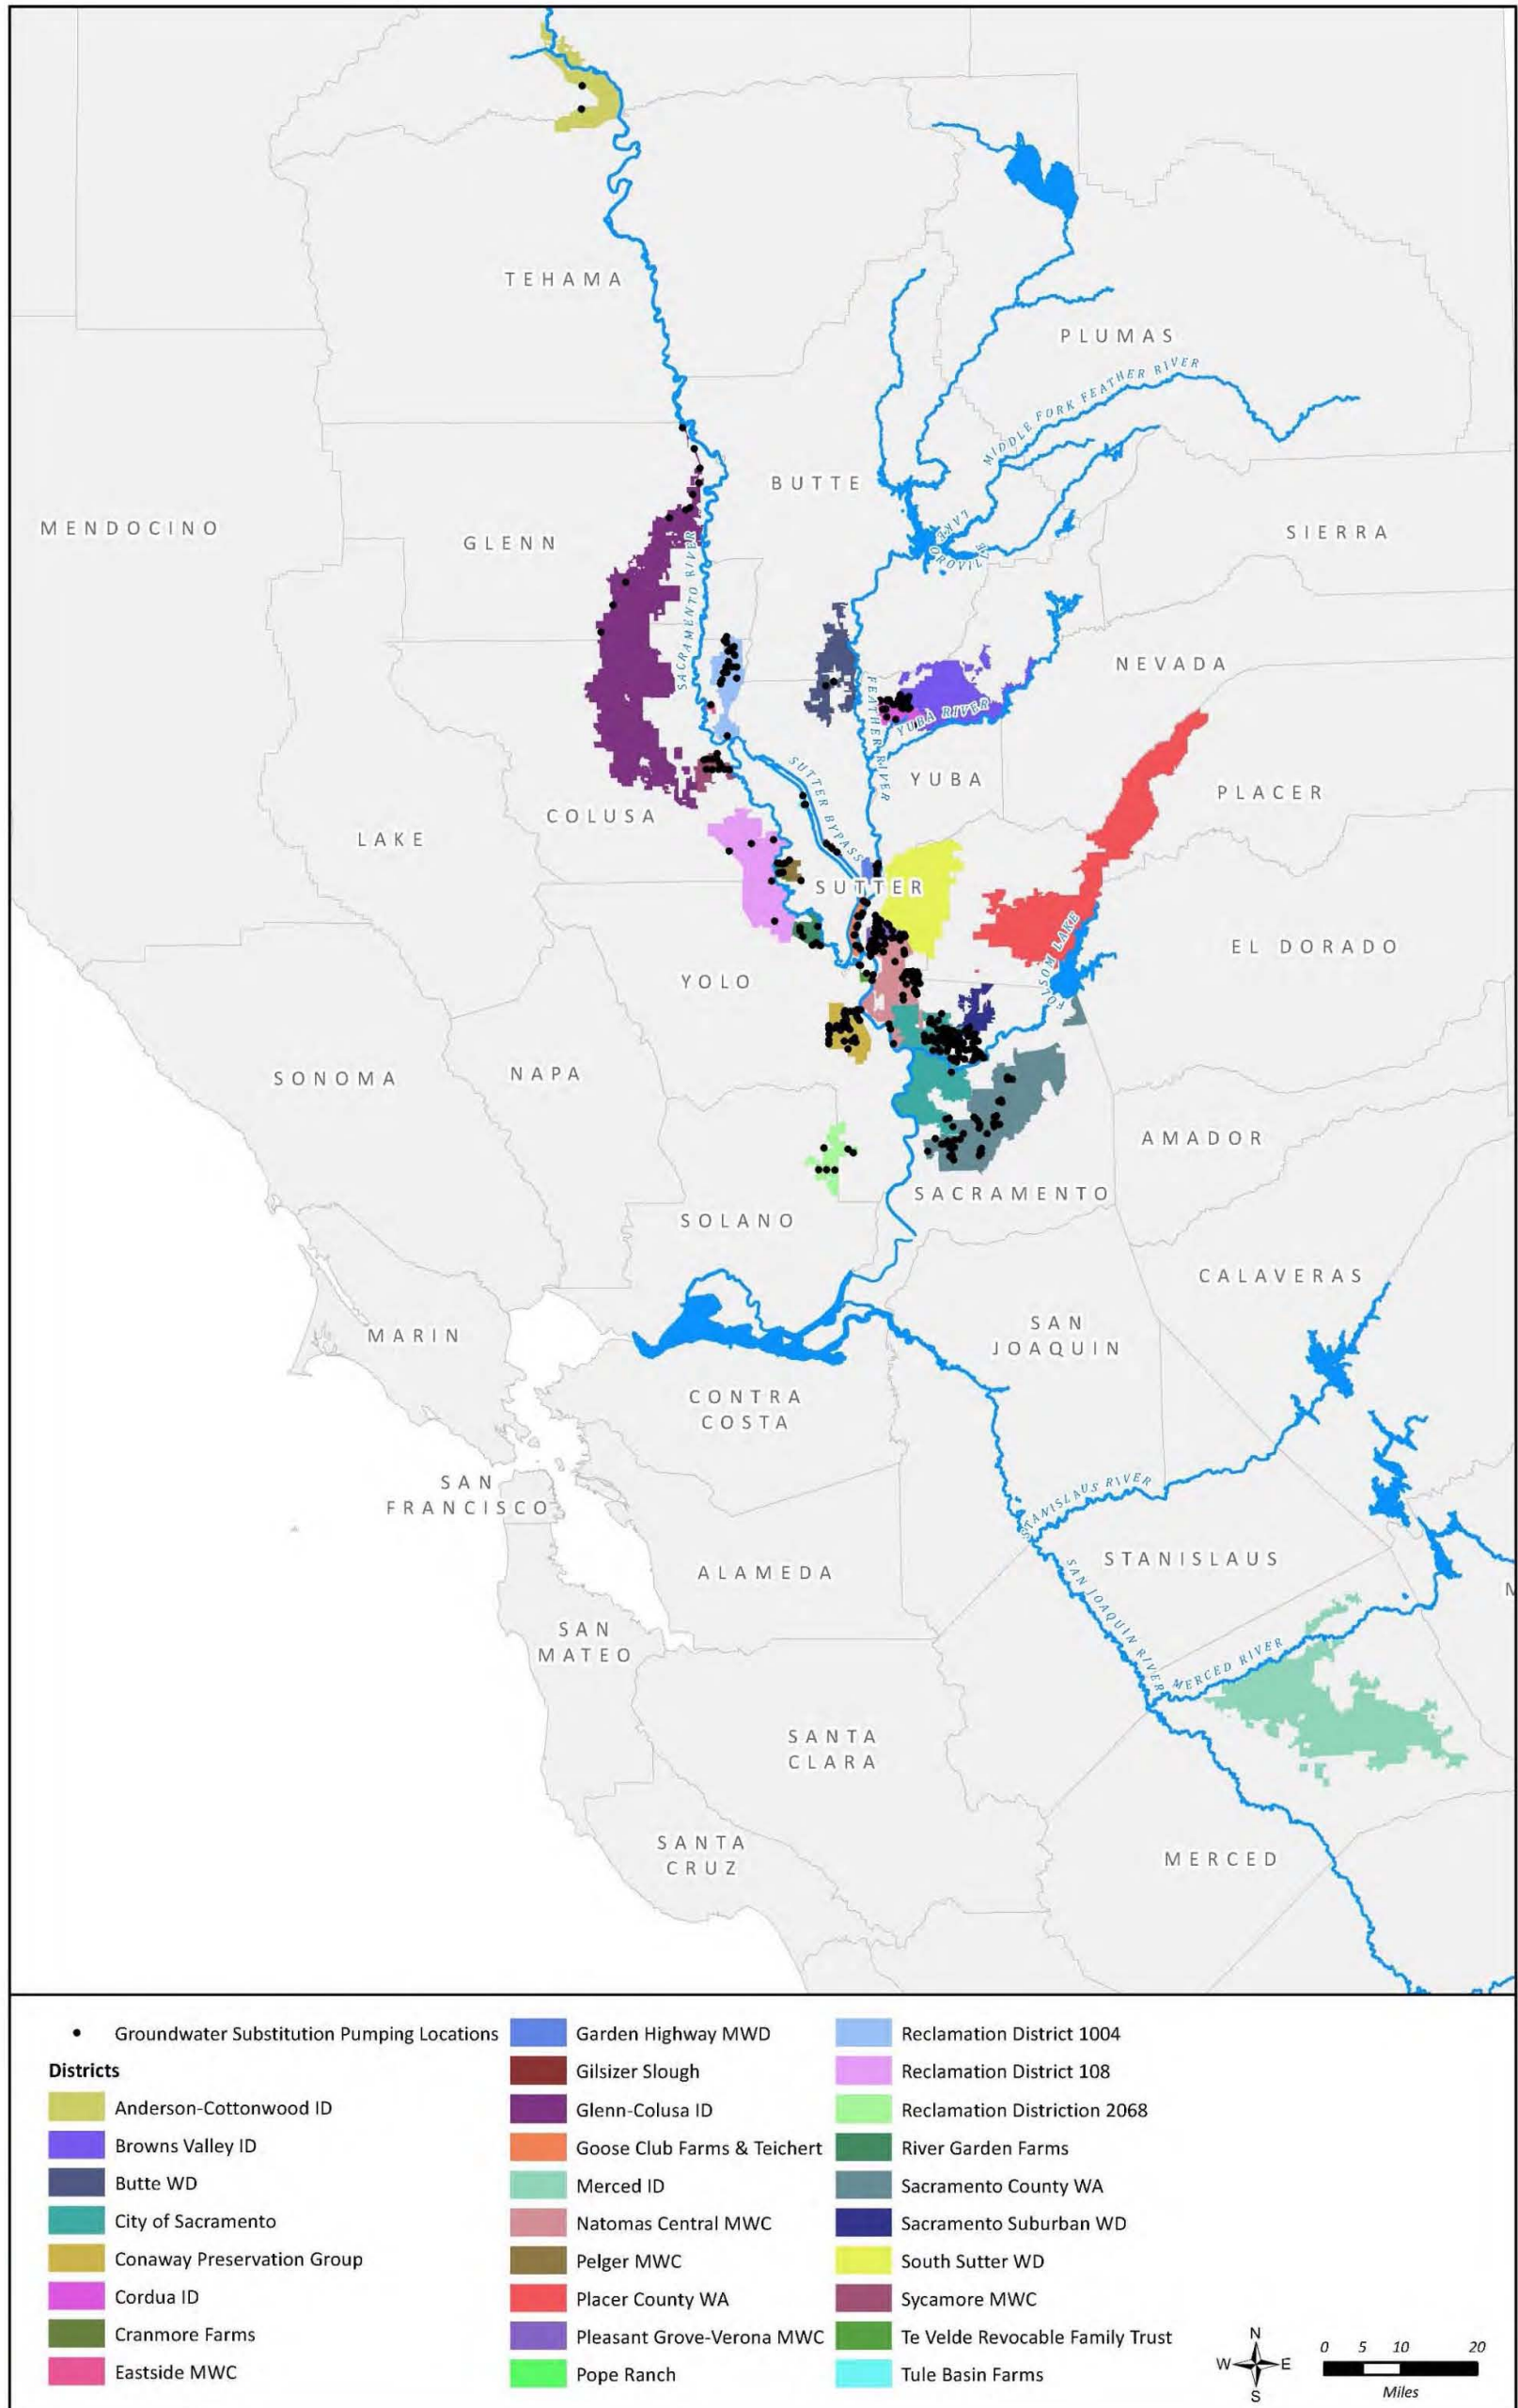 TEHAMA
PLUMAS
MIDDLE FORK FEATHER RIVER
BUTTE
MENDOCINO
GLENN
SIERRA
LAKE
OROVILLE
SACRAMENTO RIVER
NEVADA
FEATHER RIVER
YUBA RIVER
SUTTER BYPASS
YUBA
PLACER
COLUSA
LAKE
SUTTER
FOLSOM LAKE
EL DORADO
YOLO
SONOMA
NAPA
AMADOR
SACRAMENTO
SOLANO
CALAVERAS
MARIN
SAN
JOAQUIN
CONTRA
COSTA
SAN
FRANCISCO
STANISLAUS RIVER
ALAMEDA
STANISLAUS
SAN JOAQUIN RIVER
SAN
MATEO
MERCED RIVER
SANTA
CLARA
SANTA
CRUZ
MERCED
Groundwater Substitution Pumping Locations
Districts
Anderson-Cottonwood ID
Browns Valley ID
Butte WD
City of Sacramento
Conaway Preservation Group
Cordua ID
Cranmore Farms
Eastside MWC
Garden Highway MWD
Gilsizer Slough
Glenn-Colusa ID
Goose Club Farms & Teichert
Merced ID
Natomas Central MWC
Pelger MWC
Placer County WA
Pleasant Grove-Verona MWC
Pope Ranch
Reclamation District 1004
Reclamation District 108
Reclamation Distriction 2068
River Garden Farms
Sacramento County WA
Sacramento Suburban WD
South Sutter WD
Sycamore MWC
Te Velde Revocable Family Trust
Tule Basin Farms
N
W E
S
0 5 10 20
Miles